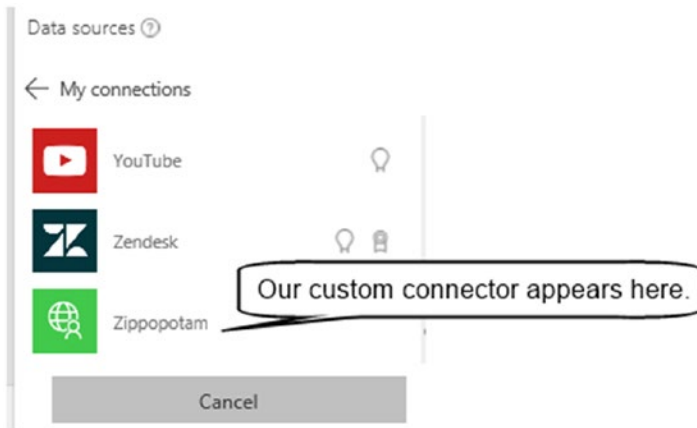 Data sources
My connections
YouTube
Zendesk
Our custom connector appears here.
Zippopotam
Cancel